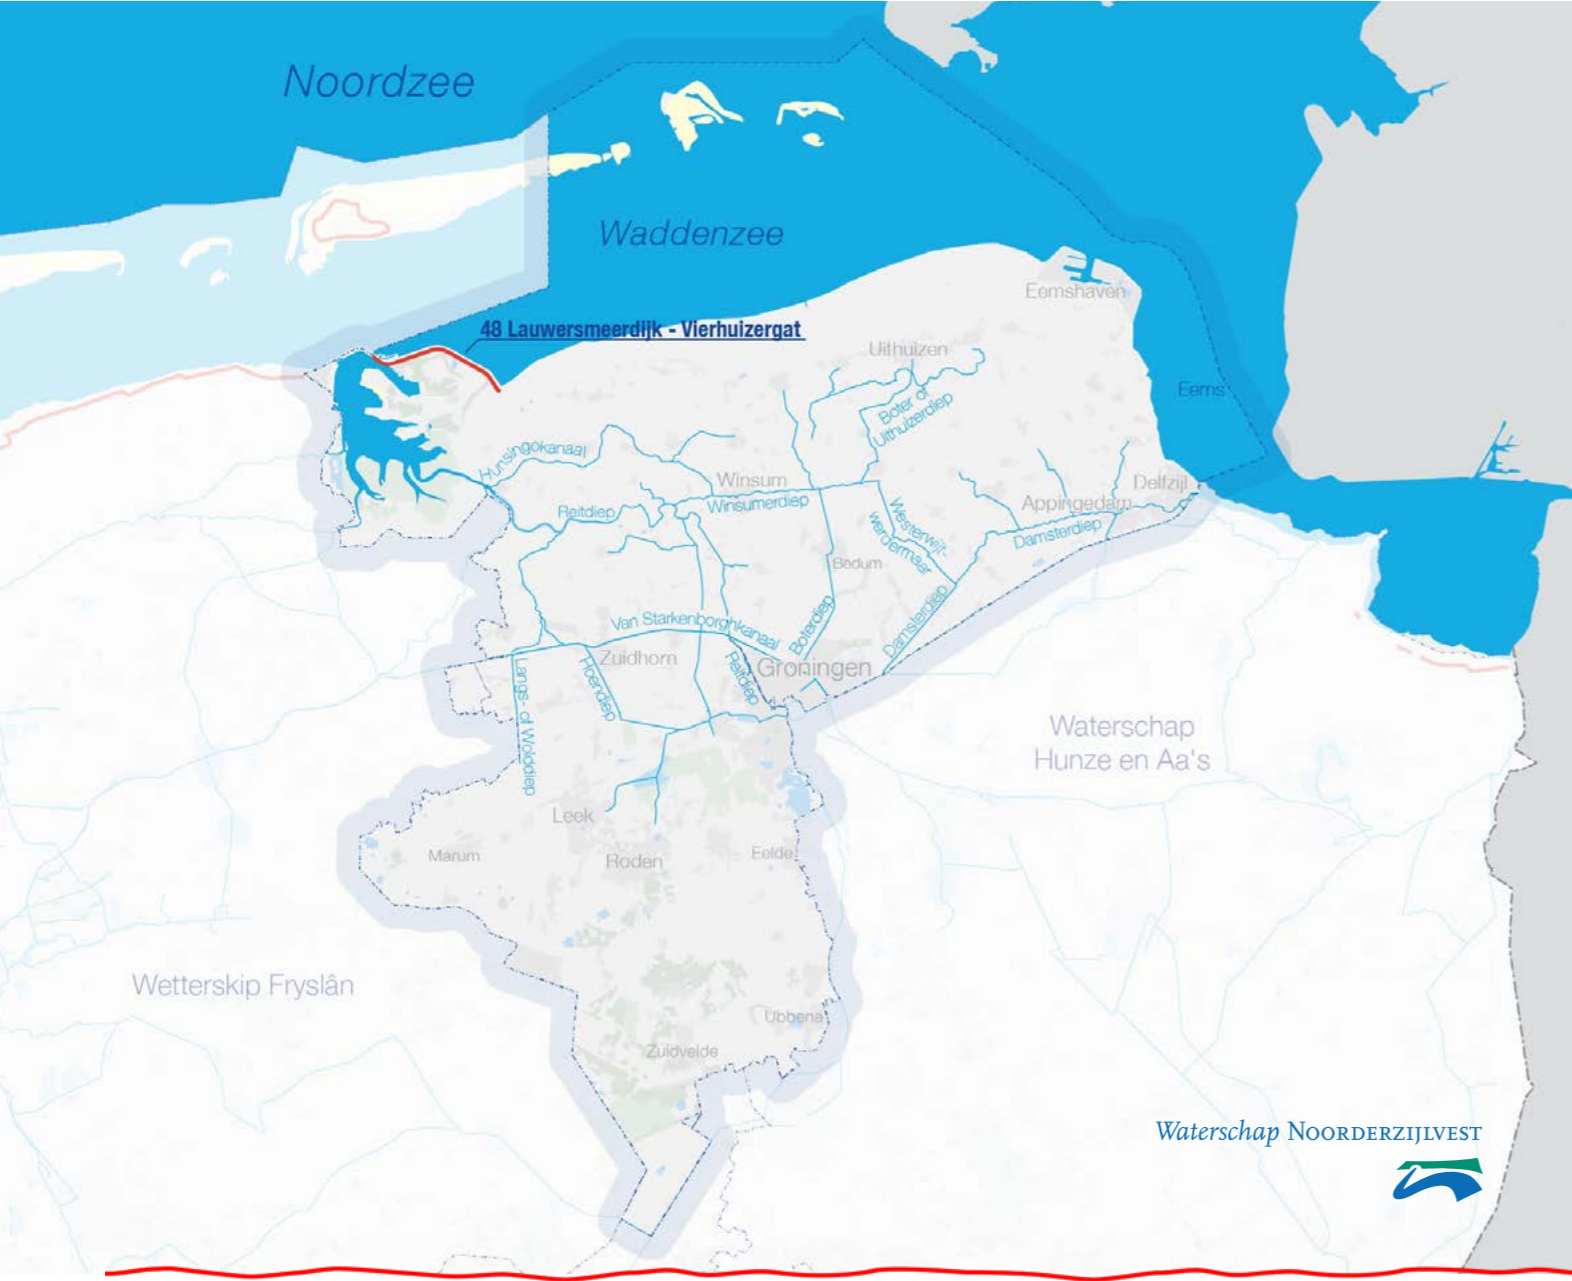 Noordzee
Waddenzee
Eemshaven
48 Lauwersmeerdijk - Vierhuizergat
Uithuizen
Eems
Boter of
Uithuizerdiep
Hunsingokanaal
Winsum
Delfzijl
Winsumerdiep
Appingedam
Reitdiep
Westerwijt-
werdermaar
Damsterdiep
Bedum
Boterdiep
Damsterdiep
Van Starkenborghkanaal
Zuidhorn
Groningen
Reitdiep
Hoendiep
Langs- of Wolddiep
Waterschap
Hunze en Aa's
Leek
Marum
Roden
Eelde
Wetterskip Fryslân
Ubbena
Zuidvelde
Waterschap NOORDERZIJLVEST